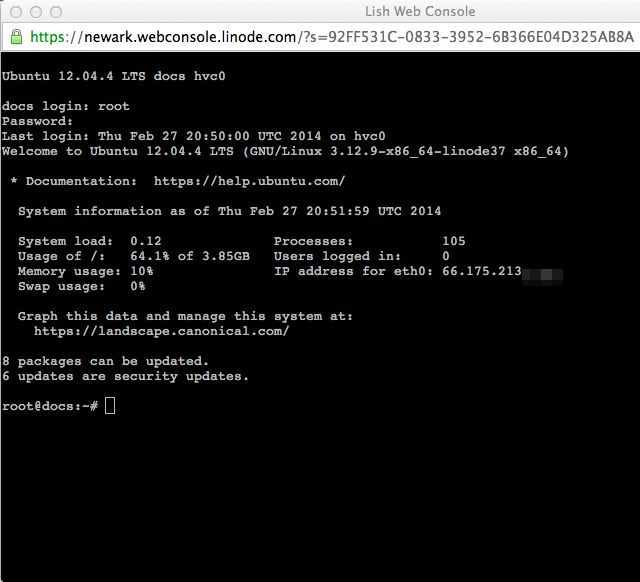 Lish Web Console
https://newark.webconsole.linode.com/?s=92FF531C-0833-3952-6B366E04D325AB8A
Ubuntu 12.04.4 LTS docs hvc0
docs login: root
Password:
Last login: Thu Feb 27 20:50:00 UTC 2014 on hvc0
Welcome to Ubuntu 12.04.4 LTS (GNU/Linux 3.12.9-x86_64-linode37 x86_64)
* Documentation:  https://help.ubuntu.com/
System information as of Thu Feb 27 20:51:59 UTC 2014
System load:  0.12              Processes:           105
Usage of /:   64.1% of 3.85GB   Users logged in:     0
Memory usage: 10%               IP address for eth0: 66.175.213
Swap usage:   0%
Graph this data and manage this system at:
https://landscape.canonical.com/
8 packages can be updated.
6 updates are security updates.
root@docs:~#